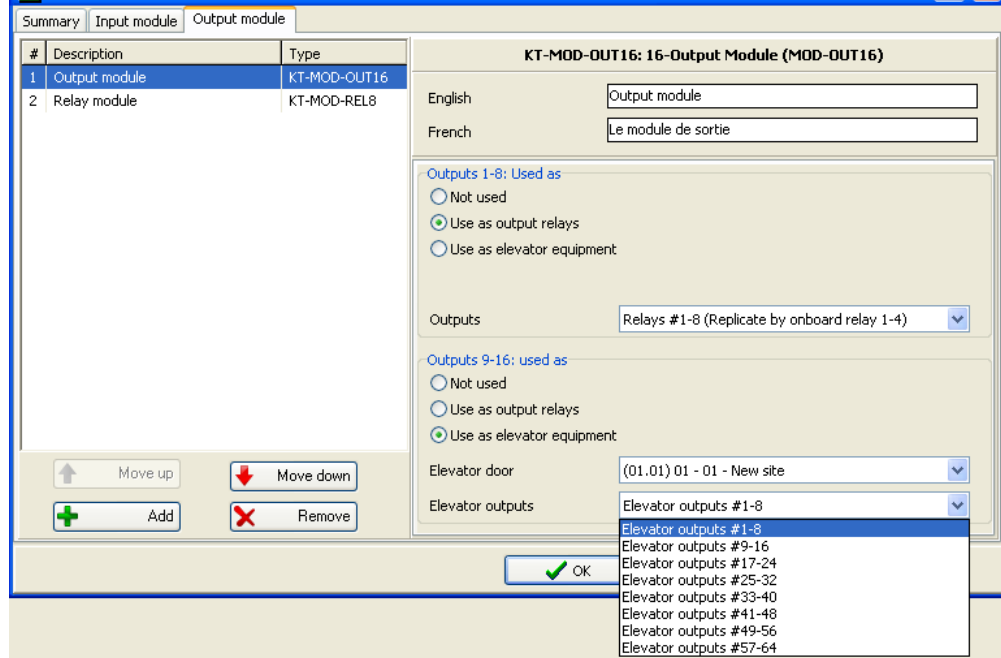 Summary Input module Output module
# Description Type
1 Output module KT-MOD-OUT16
2 Relay module KT-MOD-REL8
Move up Move down
Add Remove
KT-MOD-OUT16: 16-Output Module (MOD-OUT16)
English Output module
French Le module de sortie
Outputs 1-8: Used as
Not used
Use as output relays
Use as elevator equipment
Outputs Relays #1-8 (Replicate by onboard relay 1-4)
Outputs 9-16: used as
Not used
Use as output relays
Use as elevator equipment
Elevator door (01.01) 01 - 01 - New site
Elevator outputs Elevator outputs #1-8
Elevator outputs #1-8
Elevator outputs #9-16
Elevator outputs #17-24
Elevator outputs #25-32
Elevator outputs #33-40
Elevator outputs #41-48
Elevator outputs #49-56
Elevator outputs #57-64
OK